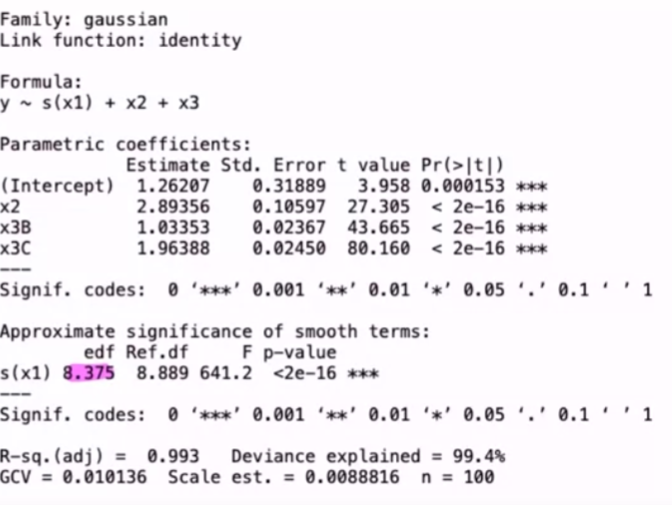 Family: gaussian
Link function: identity
Formula:
y ~ s(x1) + x2 + x3
Parametric coefficients:
Estimate Std. Error t value Pr(>|t|)
(Intercept) 1.26207 0.31889 3.958 0.000153 ***
x2 2.89356 0.10597 27.305 < 2e-16 ***
x3B 1.03353 0.02367 43.665 < 2e-16 ***
x3C 1.96388 0.02450 80.160 < 2e-16 ***
---
Signif. codes: 0 ‘***’ 0.001 ‘**’ 0.01 ‘*’ 0.05 ‘.’ 0.1 ‘ ’ 1
Approximate significance of smooth terms:
edf Ref.df F p-value
s(x1) 8.375 8.889 641.2 <2e-16 ***
---
Signif. codes: 0 ‘***’ 0.001 ‘**’ 0.01 ‘*’ 0.05 ‘.’ 0.1 ‘ ’ 1
R-sq.(adj) = 0.993 Deviance explained = 99.4%
GCV = 0.010136 Scale est. = 0.0088816 n = 100